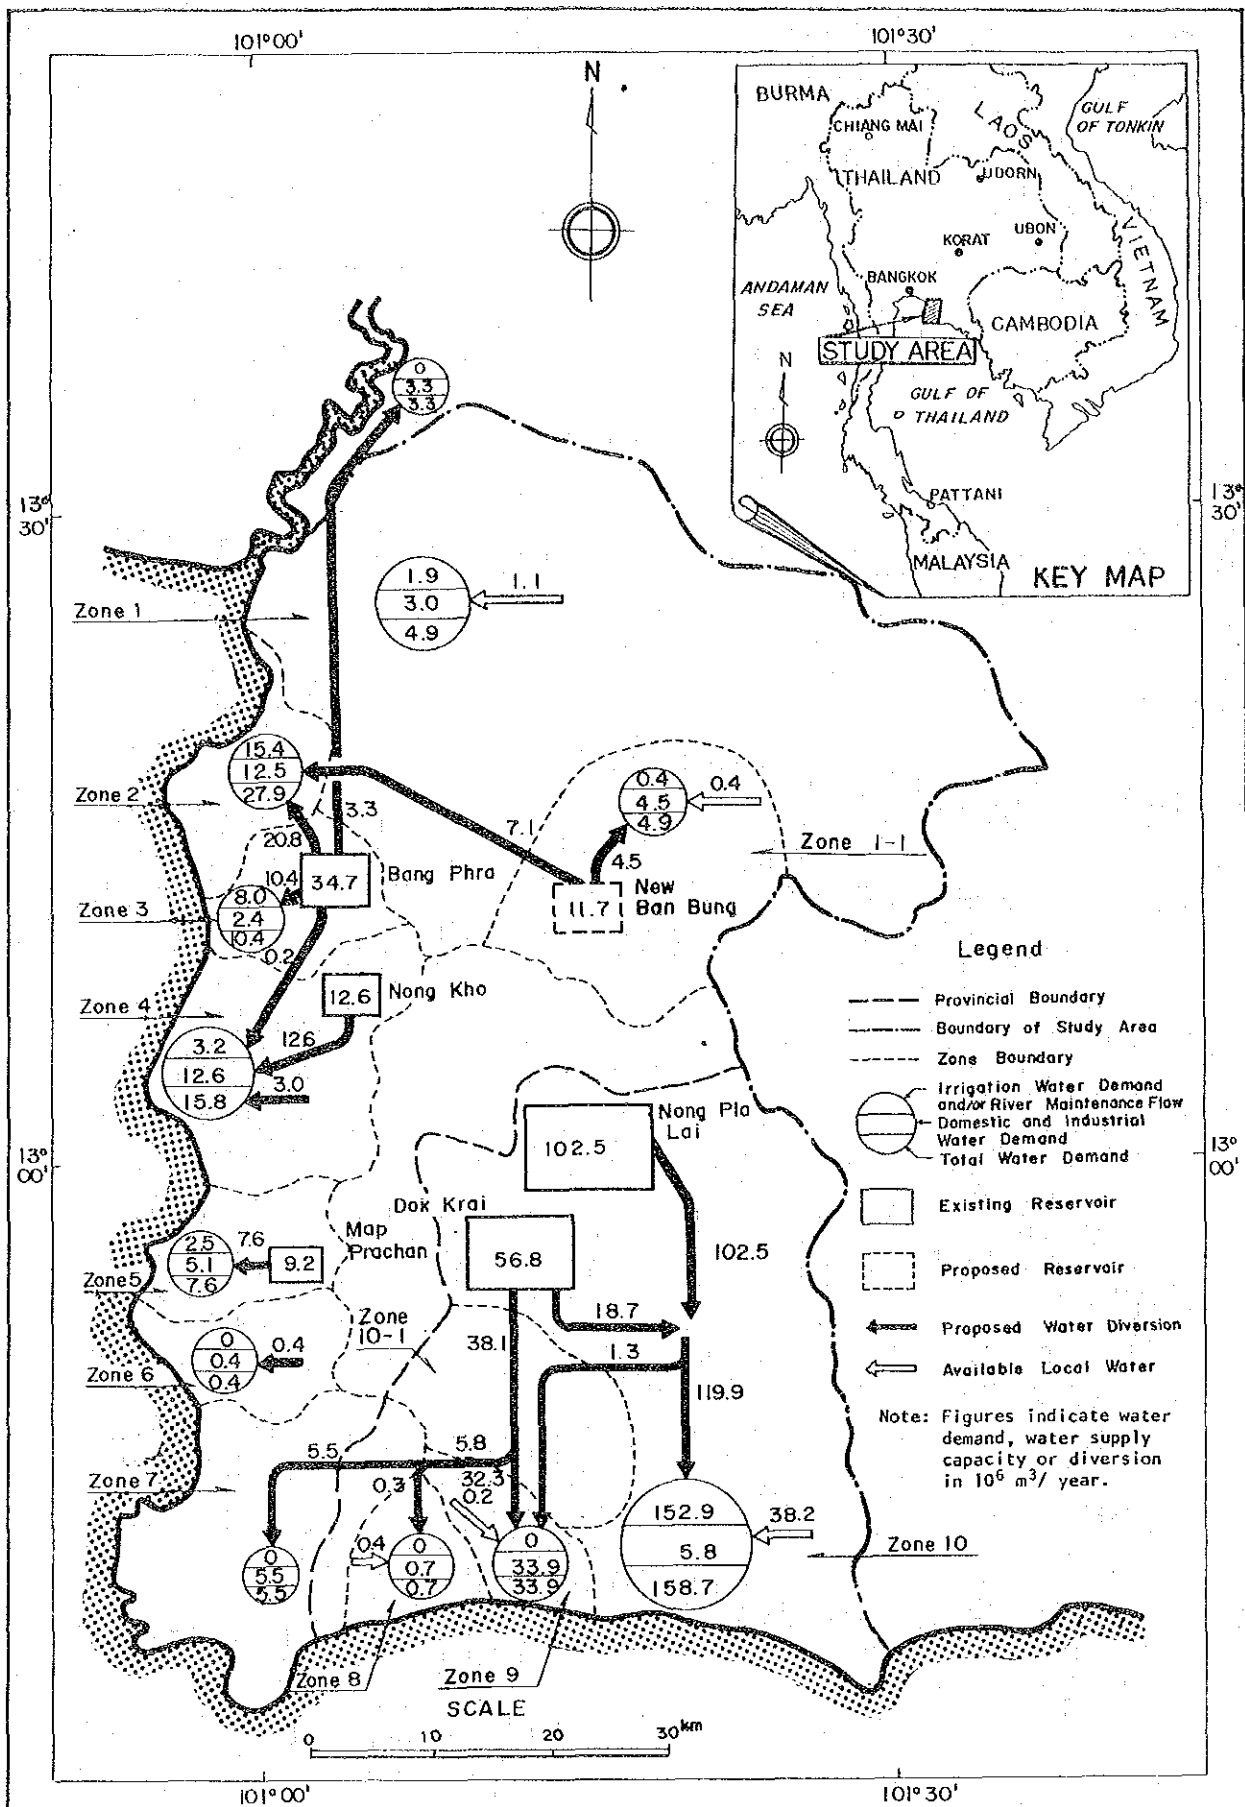 101°00'
101°30'
N
BURMA
CHIANG MAI
LAOS
GULF
OF TONKIN
THAILAND
UDORN
VIETNAM
KORAT
UBON
BANGKOK
ANDAMAN
SEA
CAMBODIA
STUDY AREA
N
GULF OF
THAILAND
PATTANI
MALAYSIA
KEY MAP
0
3.3
3.3
13°
30'
13°
30'
1.9
3.0
4.9
1.1
Zone 1
15.4
12.5
27.9
Zone 2
3.3
7.1
0.4
4.5
4.9
0.4
Zone 1-1
20.8
4.5
10.4
34.7
Bang Phra
11.7
New
Ban Bung
8.0
2.4
10.4
Zone 3
0.2
12.6
Nong Kho
Zone 4
12.6
3.2
12.6
15.8
3.0
Legend
Provincial Boundary
Boundary of Study Area
Zone Boundary
Irrigation Water Demand
and/or River Maintenance Flow
Domestic and Industrial
Water Demand
Total Water Demand
Existing Reservoir
Proposed Reservoir
Proposed Water Diversion
Available Local Water
Note: Figures indicate water
demand, water supply
capacity or diversion
in 10⁶ m³/ year.
13°
00'
13°
00'
Nong Pla
Lai
102.5
Dok Krai
56.8
102.5
Map
Prachan
2.5
5.1
7.6
7.6
9.2
Zone 5
Zone
10-1
38.1
18.7
1.3
119.9
0
0.4
0.4
0.4
Zone 6
5.5
5.8
Zone 7
0.3
32.3
0.2
152.9
5.8
158.7
38.2
Zone 10
0
5.5
5.5
0.4
0
0.7
0.7
0
33.9
33.9
Zone 8
Zone 9
SCALE
0
10
20
30km
101°00'
101°30'